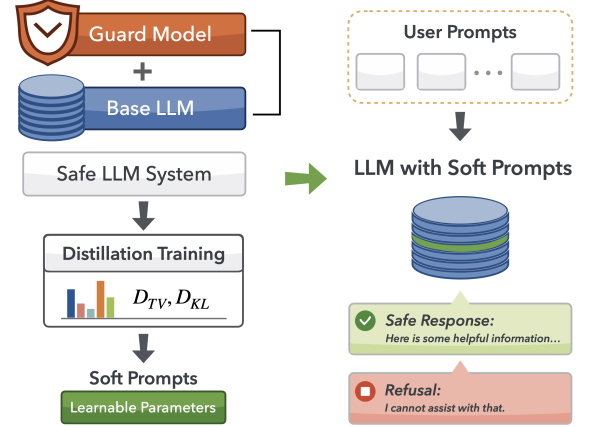 Guard Model
+
Base LLM
Safe LLM System
Distillation Training
D_TV, D_KL
Soft Prompts
Learnable Parameters
User Prompts
...
LLM with Soft Prompts
Safe Response:
Here is some helpful information...
Refusal:
I cannot assist with that.